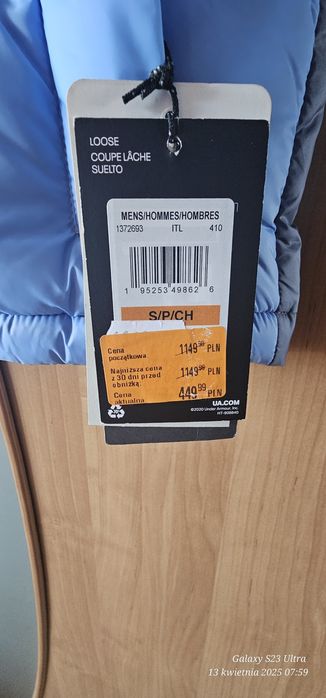 LOOSE
COUPE LÂCHE
SUELTO
MENS/HOMMES/HOMBRES
1372693 ITL 410
1 95253 49862 6
S/P/CH
Cena początkowa 1149,99 PLN
Najniższa cena z 30 dni przed obniżką: 1149,99 PLN
Cena aktualna 449,99 PLN
UA.COM
©2020 Under Armour, Inc.
HT-908640
Galaxy S23 Ultra
13 kwietnia 2025 07:59